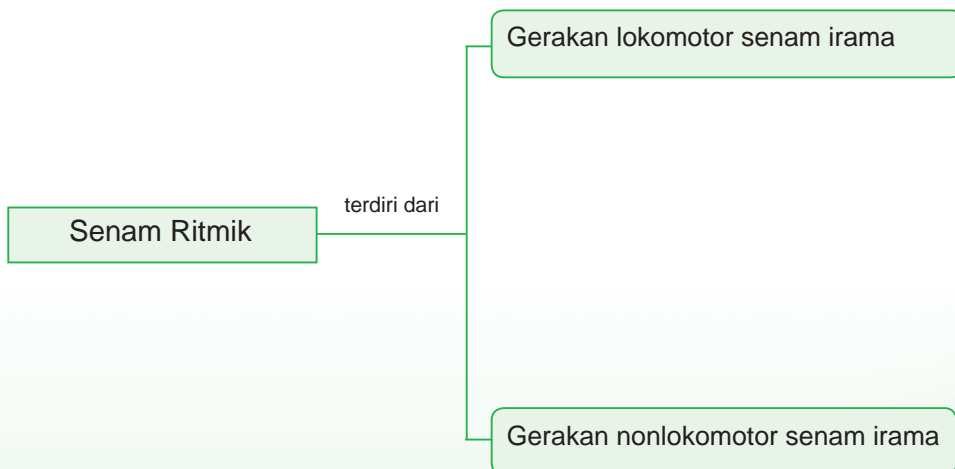 Gerakan lokomotor senam irama
terdiri dari
Senam Ritmik
Gerakan nonlokomotor senam irama